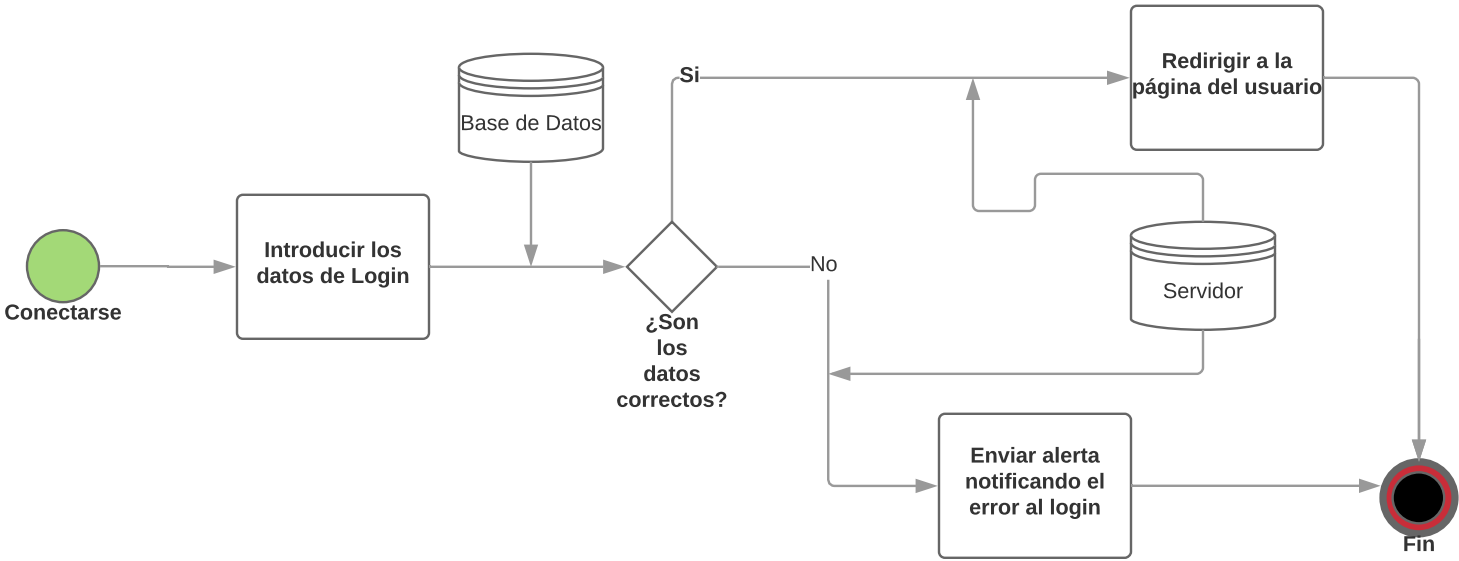 Conectarse
Introducir los
datos de Login
Base de Datos
¿Son
los
datos
correctos?
Si
No
Redirigir a la
página del usuario
Servidor
Enviar alerta
notificando el
error al login
Fin